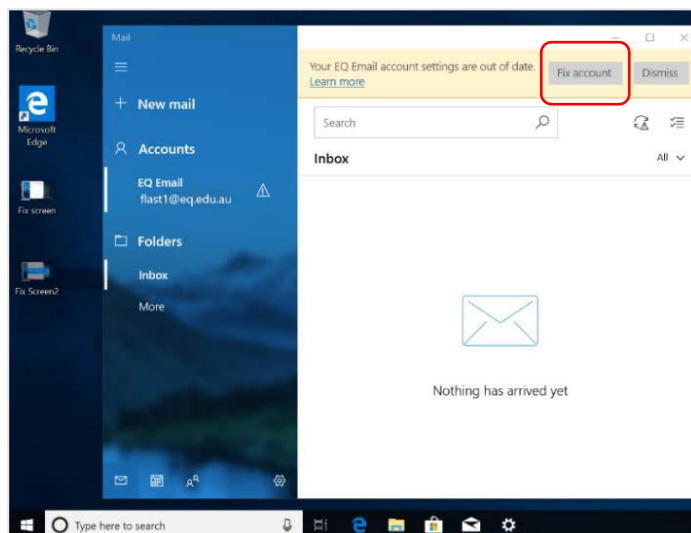 Recycle Bin
Microsoft
Edge
Fix screen
Fix Screen2
Mail
New mail
Accounts
EQ Email
flast1@eq.edu.au
Folders
Inbox
More
Your EQ Email account settings are out of date.
Learn more
Fix account
Dismiss
Search
Inbox
All
Nothing has arrived yet
Type here to search